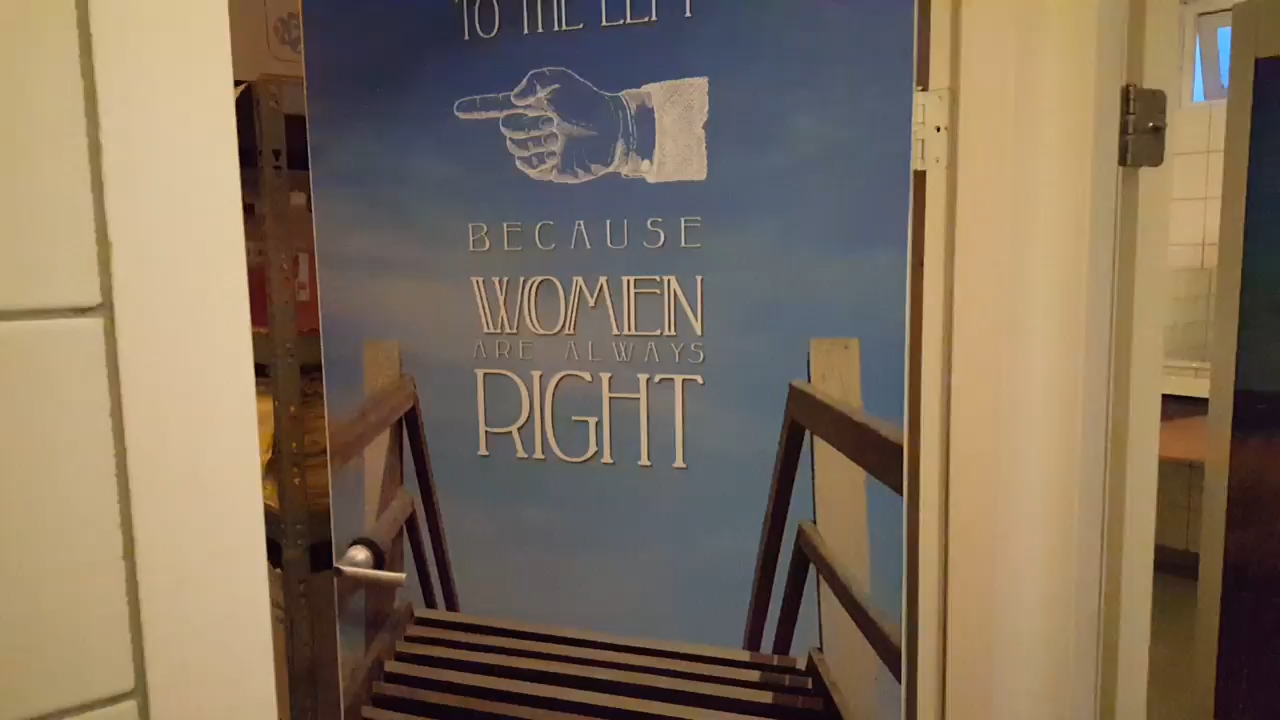 TO THE LEFT
BECAUSE
WOMEN
ARE ALWAYS
RIGHT